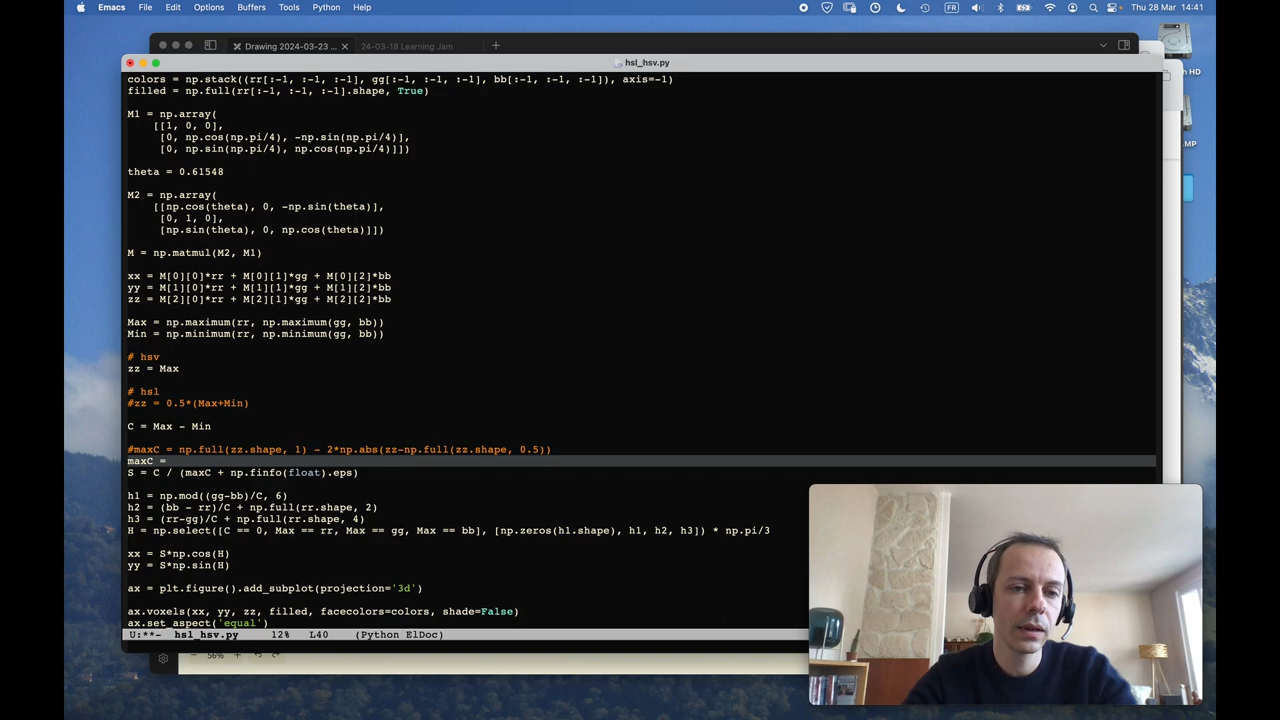 Emacs File Edit Options Buffers Tools Python Help FR Thu 28 Mar 14:41
Drawing 2024-03-23 ... 24-03-18 Learning Jam
hsl_hsv.py
colors = np.stack((rr[:-1, :-1, :-1], gg[:-1, :-1, :-1], bb[:-1, :-1, :-1]), axis=-1)
filled = np.full(rr[:-1, :-1, :-1].shape, True)
M1 = np.array(
[[1, 0, 0],
[0, np.cos(np.pi/4), -np.sin(np.pi/4)],
[0, np.sin(np.pi/4), np.cos(np.pi/4)]])
theta = 0.61548
M2 = np.array(
[[np.cos(theta), 0, -np.sin(theta)],
[0, 1, 0],
[np.sin(theta), 0, np.cos(theta)]])
M = np.matmul(M2, M1)
xx = M[0][0]*rr + M[0][1]*gg + M[0][2]*bb
yy = M[1][0]*rr + M[1][1]*gg + M[1][2]*bb
zz = M[2][0]*rr + M[2][1]*gg + M[2][2]*bb
Max = np.maximum(rr, np.maximum(gg, bb))
Min = np.minimum(rr, np.minimum(gg, bb))
# hsv
zz = Max
# hsl
#zz = 0.5*(Max+Min)
C = Max - Min
#maxC = np.full(zz.shape, 1) - 2*np.abs(zz-np.full(zz.shape, 0.5))
maxC =
S = C / (maxC + np.finfo(float).eps)
h1 = np.mod((gg-bb)/C, 6)
h2 = (bb - rr)/C + np.full(rr.shape, 2)
h3 = (rr-gg)/C + np.full(rr.shape, 4)
H = np.select([C == 0, Max == rr, Max == gg, Max == bb], [np.zeros(h1.shape), h1, h2, h3]) * np.pi/3
xx = S*np.cos(H)
yy = S*np.sin(H)
ax = plt.figure().add_subplot(projection='3d')
ax.voxels(xx, yy, zz, filled, facecolors=colors, shade=False)
ax.set_aspect('equal')
U:**- hsl_hsv.py 12% L40 (Python ElDoc)
56%